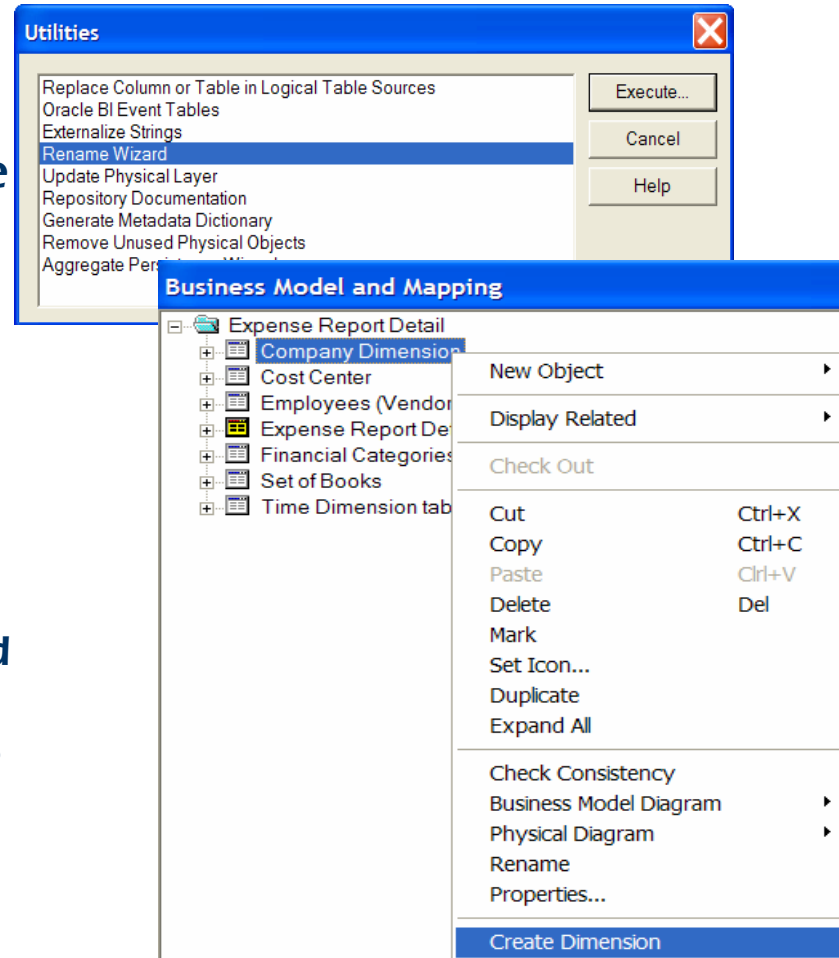 Utilities
Replace Column or Table in Logical Table Sources
Oracle BI Event Tables
Externalize Strings
Rename Wizard
Update Physical Layer
Repository Documentation
Generate Metadata Dictionary
Remove Unused Physical Objects
Aggregate
Execute...
Cancel
Help
e
d
Business Model and Mapping
Expense Report Detail
Company Dimension
Cost Center
Employees (Vendor
Expense Report De
Financial Categories
Set of Books
Time Dimension tab
New Object
Display Related
Check Out
Cut Ctrl+X
Copy Ctrl+C
Paste Ctrl+V
Delete Del
Mark
Set Icon...
Duplicate
Expand All
Check Consistency
Business Model Diagram
Physical Diagram
Rename
Properties...
Create Dimension